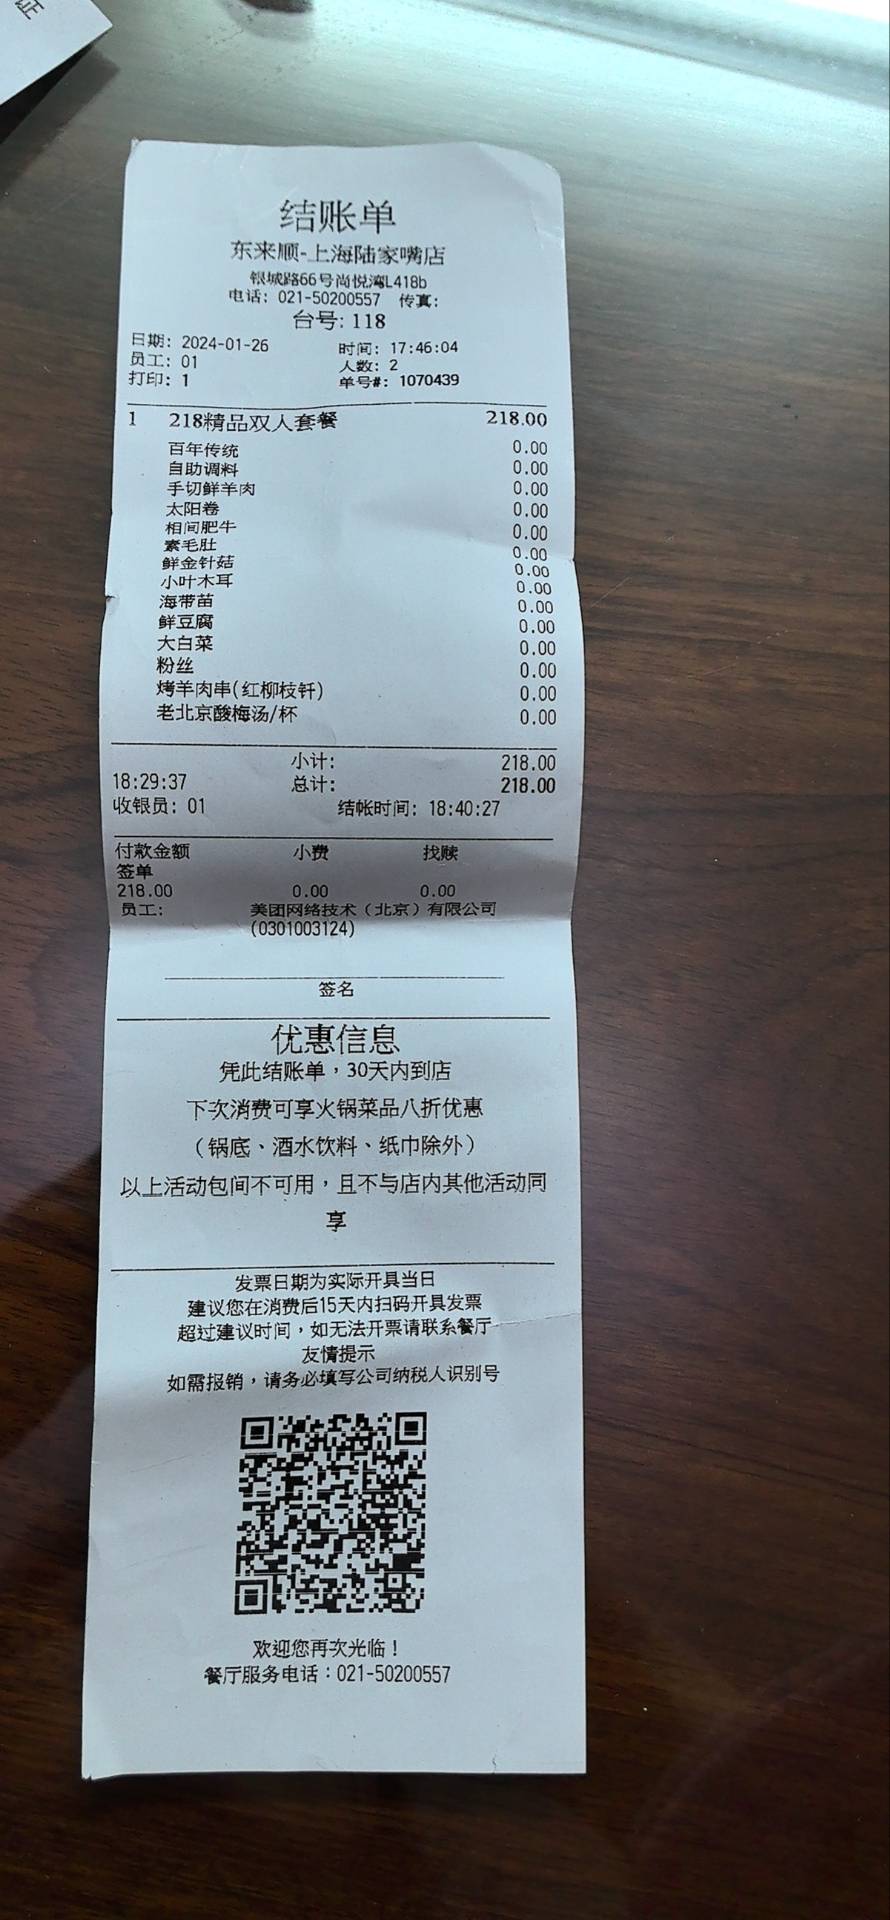 证
结账单
东来顺-上海陆家嘴店
银城路66号尚悦湾L418b
电话: 021-50200557 传真:
台号: 118
日期: 2024-01-26 时间: 17:46:04
员工: 01 人数: 2
打印: 1 单号#: 1070439
1 218精品双人套餐 218.00
百年传统 0.00
自助调料 0.00
手切鲜羊肉 0.00
太阳卷 0.00
相间肥牛 0.00
素毛肚 0.00
鲜金针菇 0.00
小叶木耳 0.00
海带苗 0.00
鲜豆腐 0.00
大白菜 0.00
粉丝 0.00
烤羊肉串(红柳枝钎) 0.00
老北京酸梅汤/杯 0.00
小计: 218.00
18:29:37 总计: 218.00
收银员: 01 结帐时间: 18:40:27
付款金额 小费 找赎
签单
218.00 0.00 0.00
员工: 美团网络技术（北京）有限公司
(0301003124)
签名
优惠信息
凭此结账单，30天内到店
下次消费可享火锅菜品八折优惠
（锅底、酒水饮料、纸巾除外）
以上活动包间不可用，且不与店内其他活动同
享
发票日期为实际开具当日
建议您在消费后15天内扫码开具发票
超过建议时间，如无法开票请联系餐厅
友情提示
如需报销，请务必填写公司纳税人识别号
欢迎您再次光临！
餐厅服务电话：021-50200557